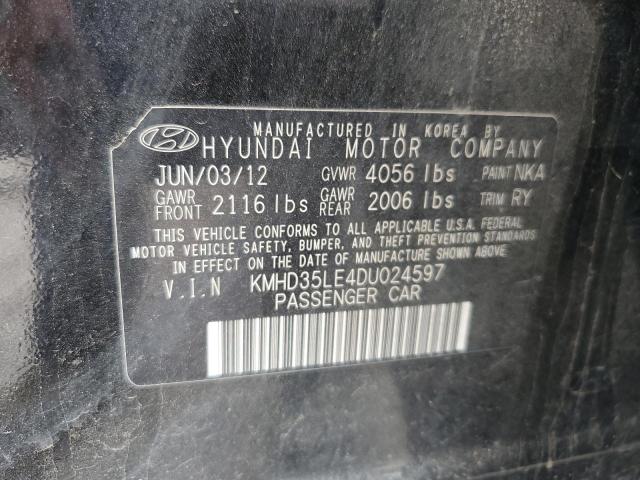 MANUFACTURED IN KOREA BY
HYUNDAI MOTOR COMPANY
JUN/03/12 GVWR 4056 lbs PAINT NKA
GAWR FRONT 2116 lbs GAWR REAR 2006 lbs TRIM RY
THIS VEHICLE CONFORMS TO ALL APPLICABLE U.S.A. FEDERAL
MOTOR VEHICLE SAFETY, BUMPER, AND THEFT PREVENTION STANDARDS
IN EFFECT ON THE DATE OF MANUFACTURE SHOWN ABOVE.
V.I.N KMHD35LE4DU024597
PASSENGER CAR